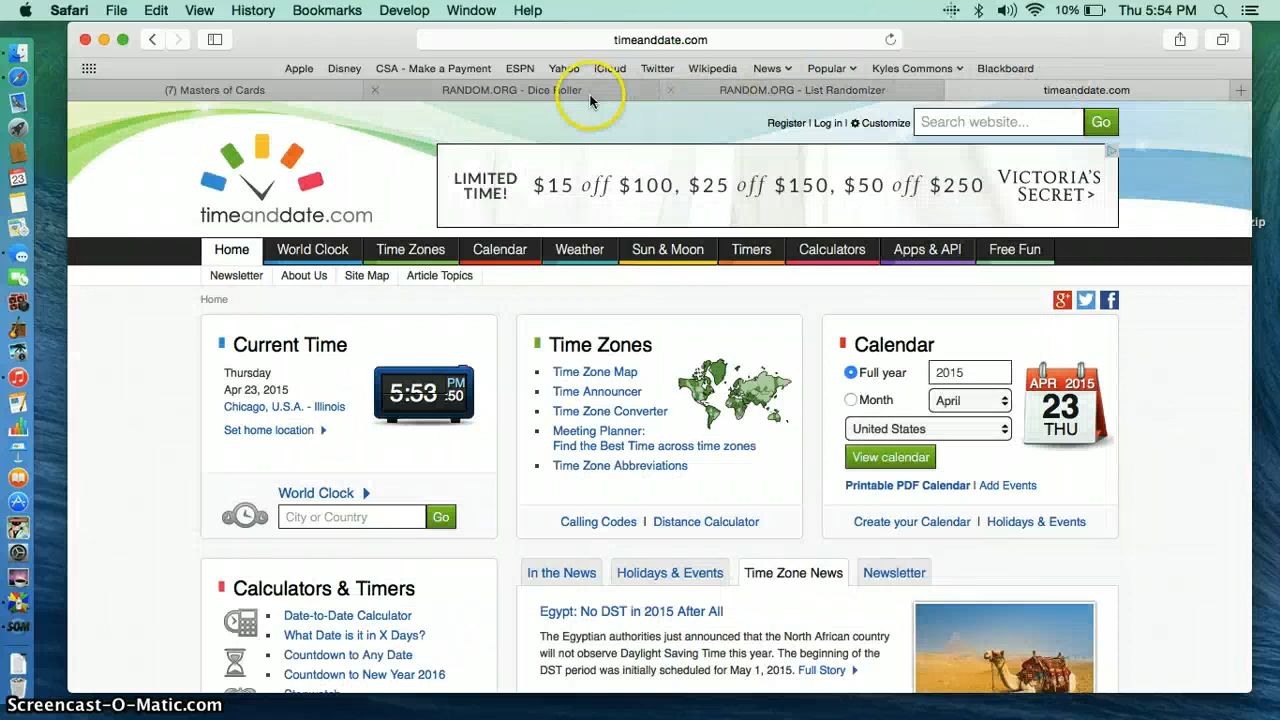 Safari File Edit View History Bookmarks Develop Window Help 10% Thu 5:54 PM
timeanddate.com
Apple Disney CSA - Make a Payment ESPN Yahoo iCloud Twitter Wikipedia News Popular Kyles Commons Blackboard
(7) Masters of Cards RANDOM.ORG - Dice Roller RANDOM.ORG - List Randomizer timeanddate.com
Register | Log in | Customize Search website... Go
timeanddate.com
LIMITED TIME! $15 off $100, $25 off $150, $50 off $250 VICTORIA'S SECRET >
zip
Home World Clock Time Zones Calendar Weather Sun & Moon Timers Calculators Apps & API Free Fun
Newsletter About Us Site Map Article Topics
Home
Current Time
Thursday
Apr 23, 2015
Chicago, U.S.A. - Illinois
Set home location
5:53 PM :50
World Clock
City or Country Go
Time Zones
Time Zone Map
Time Announcer
Time Zone Converter
Meeting Planner:
Find the Best Time across time zones
Time Zone Abbreviations
Calling Codes | Distance Calculator
Calendar
Full year 2015
Month April
United States
View calendar
APR 2015
23
THU
Printable PDF Calendar | Add Events
Create your Calendar | Holidays & Events
Calculators & Timers
Date-to-Date Calculator
What Date is it in X Days?
Countdown to Any Date
Countdown to New Year 2016
In the News Holidays & Events Time Zone News Newsletter
Egypt: No DST in 2015 After All
The Egyptian authorities just announced that the North African country
will not observe Daylight Saving Time this year. The beginning of the
DST period was initially scheduled for May 1, 2015. Full Story
Screencast-O-Matic.com